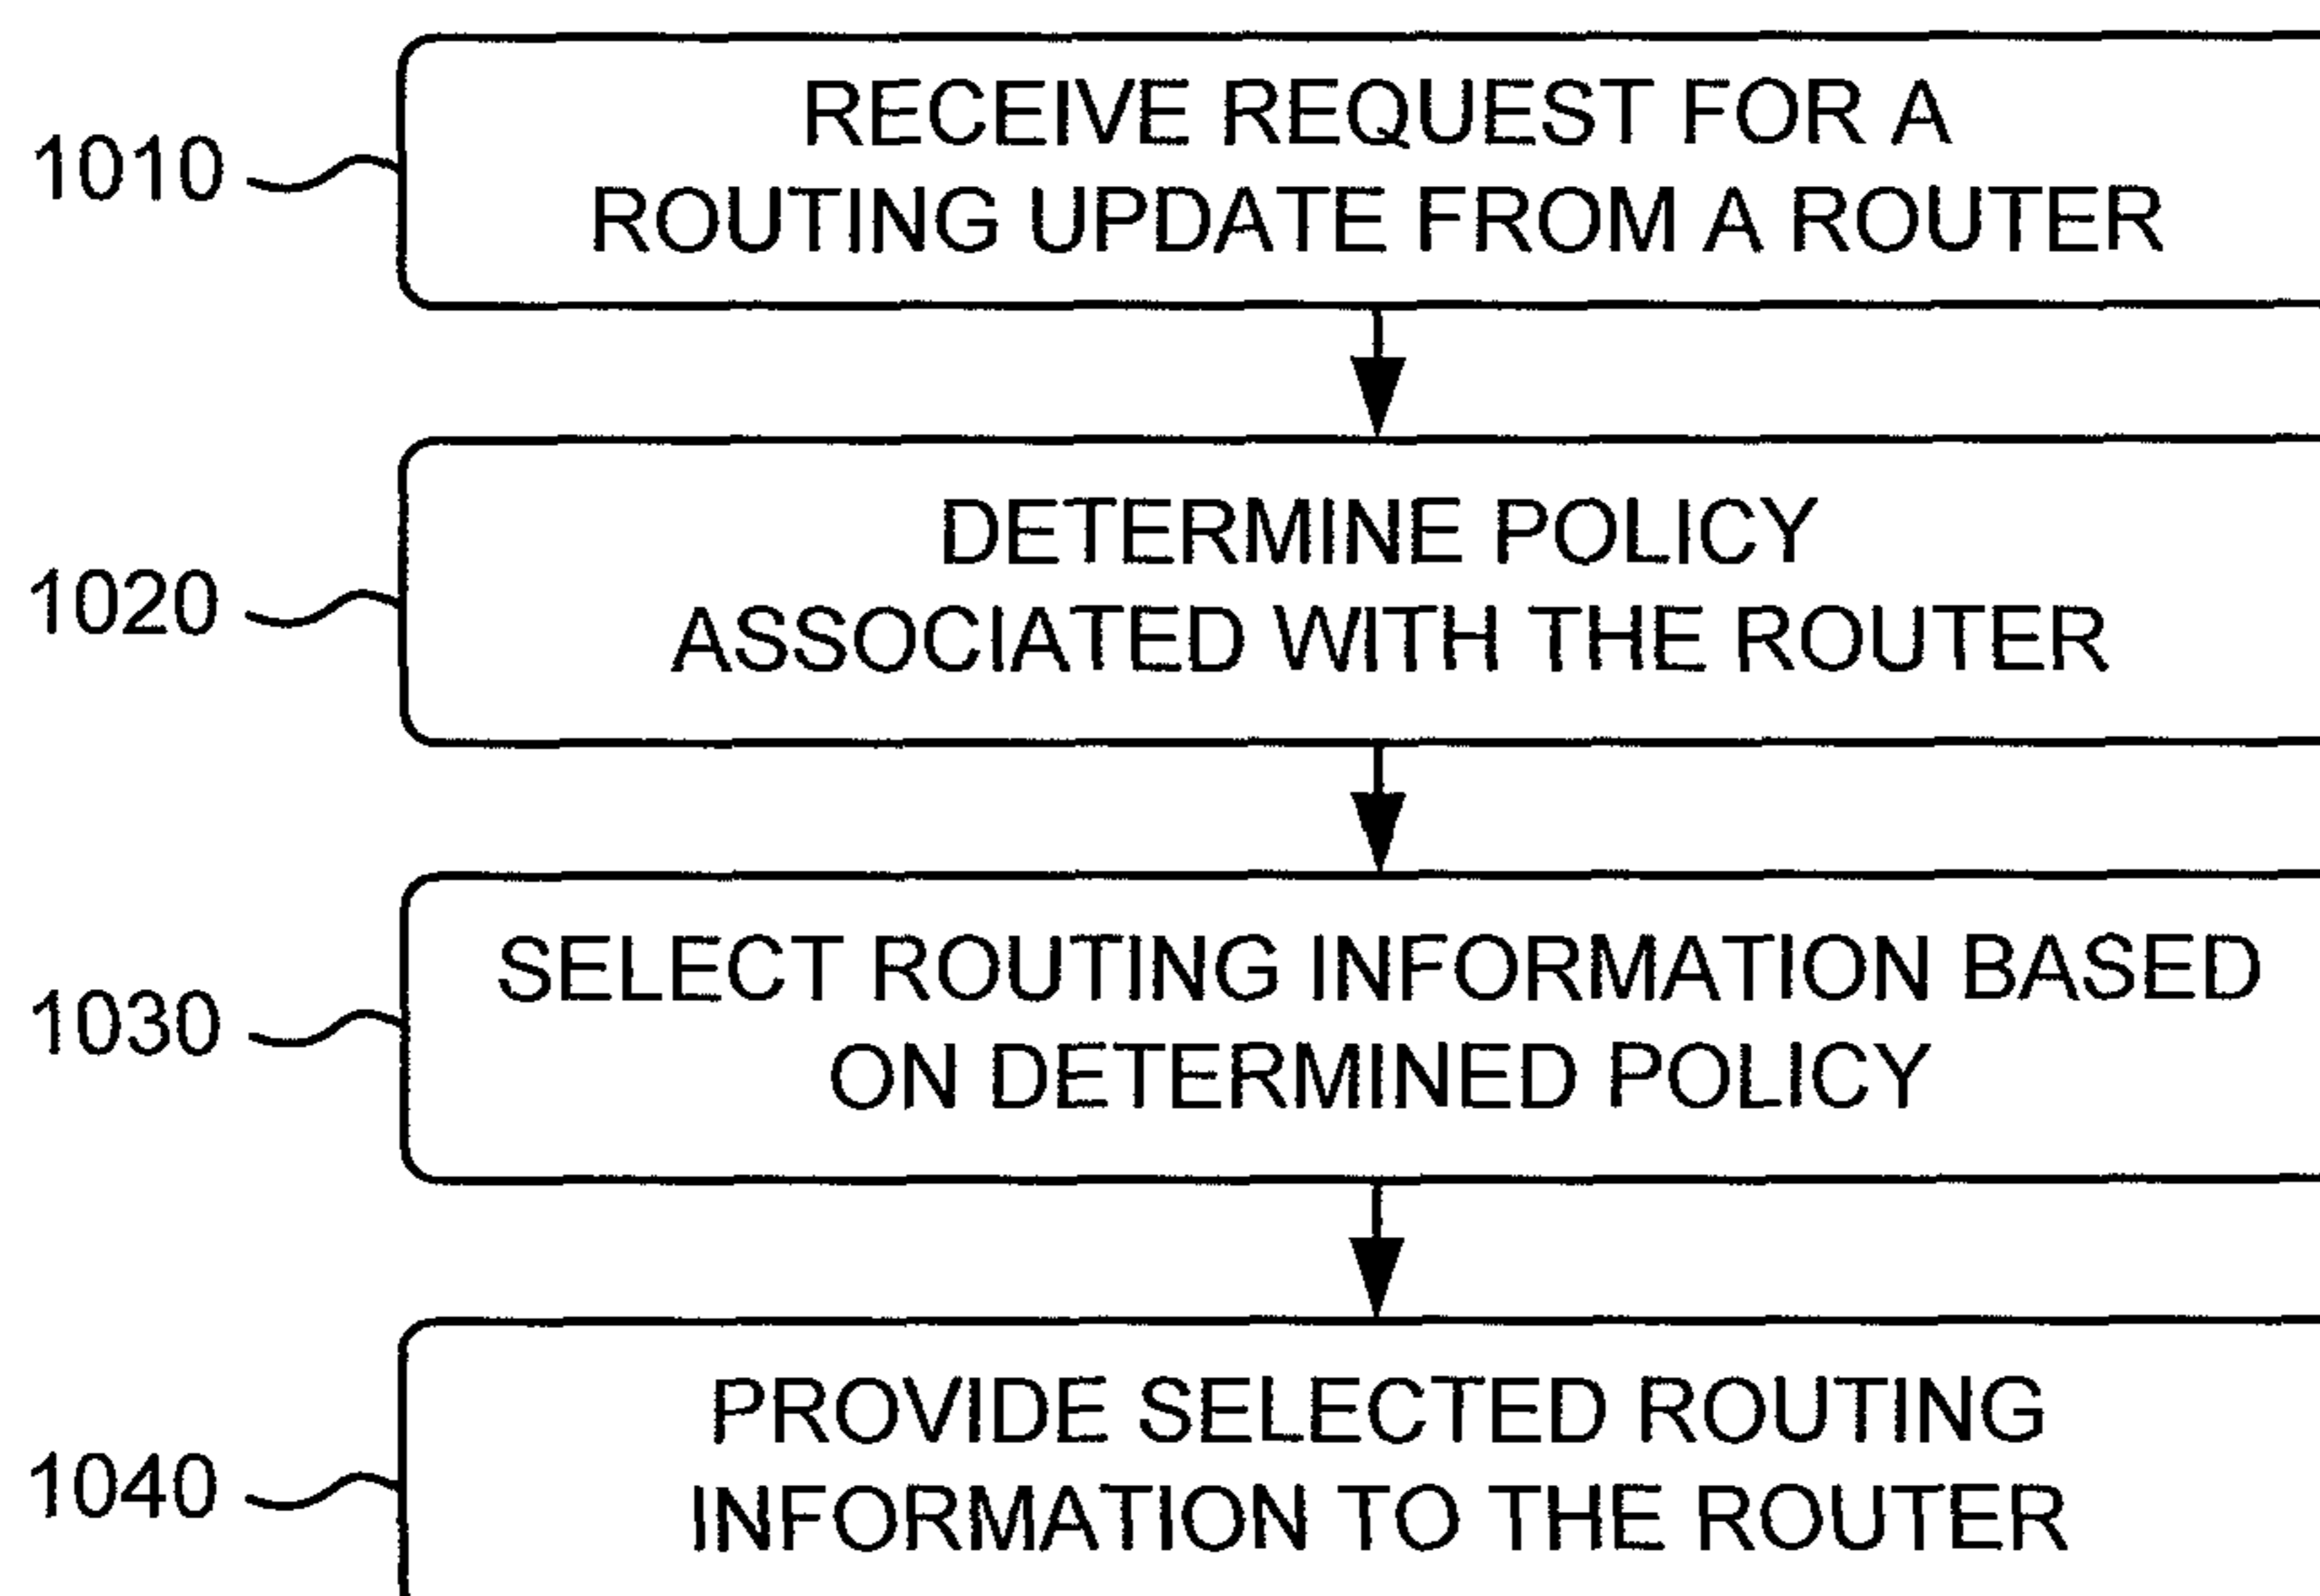 1010
RECEIVE REQUEST FOR A
ROUTING UPDATE FROM A ROUTER
1020
DETERMINE POLICY
ASSOCIATED WITH THE ROUTER
1030
SELECT ROUTING INFORMATION BASED
ON DETERMINED POLICY
1040
PROVIDE SELECTED ROUTING
INFORMATION TO THE ROUTER